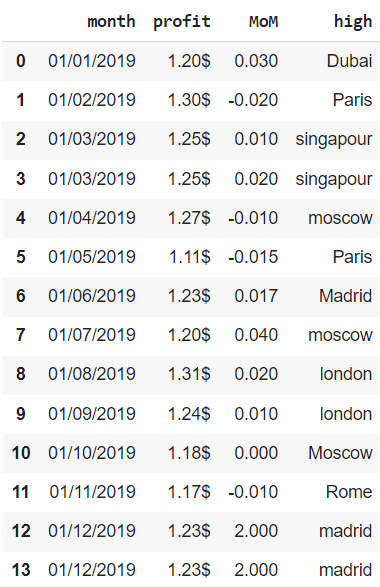 month profit MoM high
0 01/01/2019 1.20$ 0.030 Dubai
1 01/02/2019 1.30$ -0.020 Paris
2 01/03/2019 1.25$ 0.010 singapour
3 01/03/2019 1.25$ 0.020 singapour
4 01/04/2019 1.27$ -0.010 moscow
5 01/05/2019 1.11$ -0.015 Paris
6 01/06/2019 1.23$ 0.017 Madrid
7 01/07/2019 1.20$ 0.040 moscow
8 01/08/2019 1.31$ 0.020 london
9 01/09/2019 1.24$ 0.010 london
10 01/10/2019 1.18$ 0.000 Moscow
11 01/11/2019 1.17$ -0.010 Rome
12 01/12/2019 1.23$ 2.000 madrid
13 01/12/2019 1.23$ 2.000 madrid